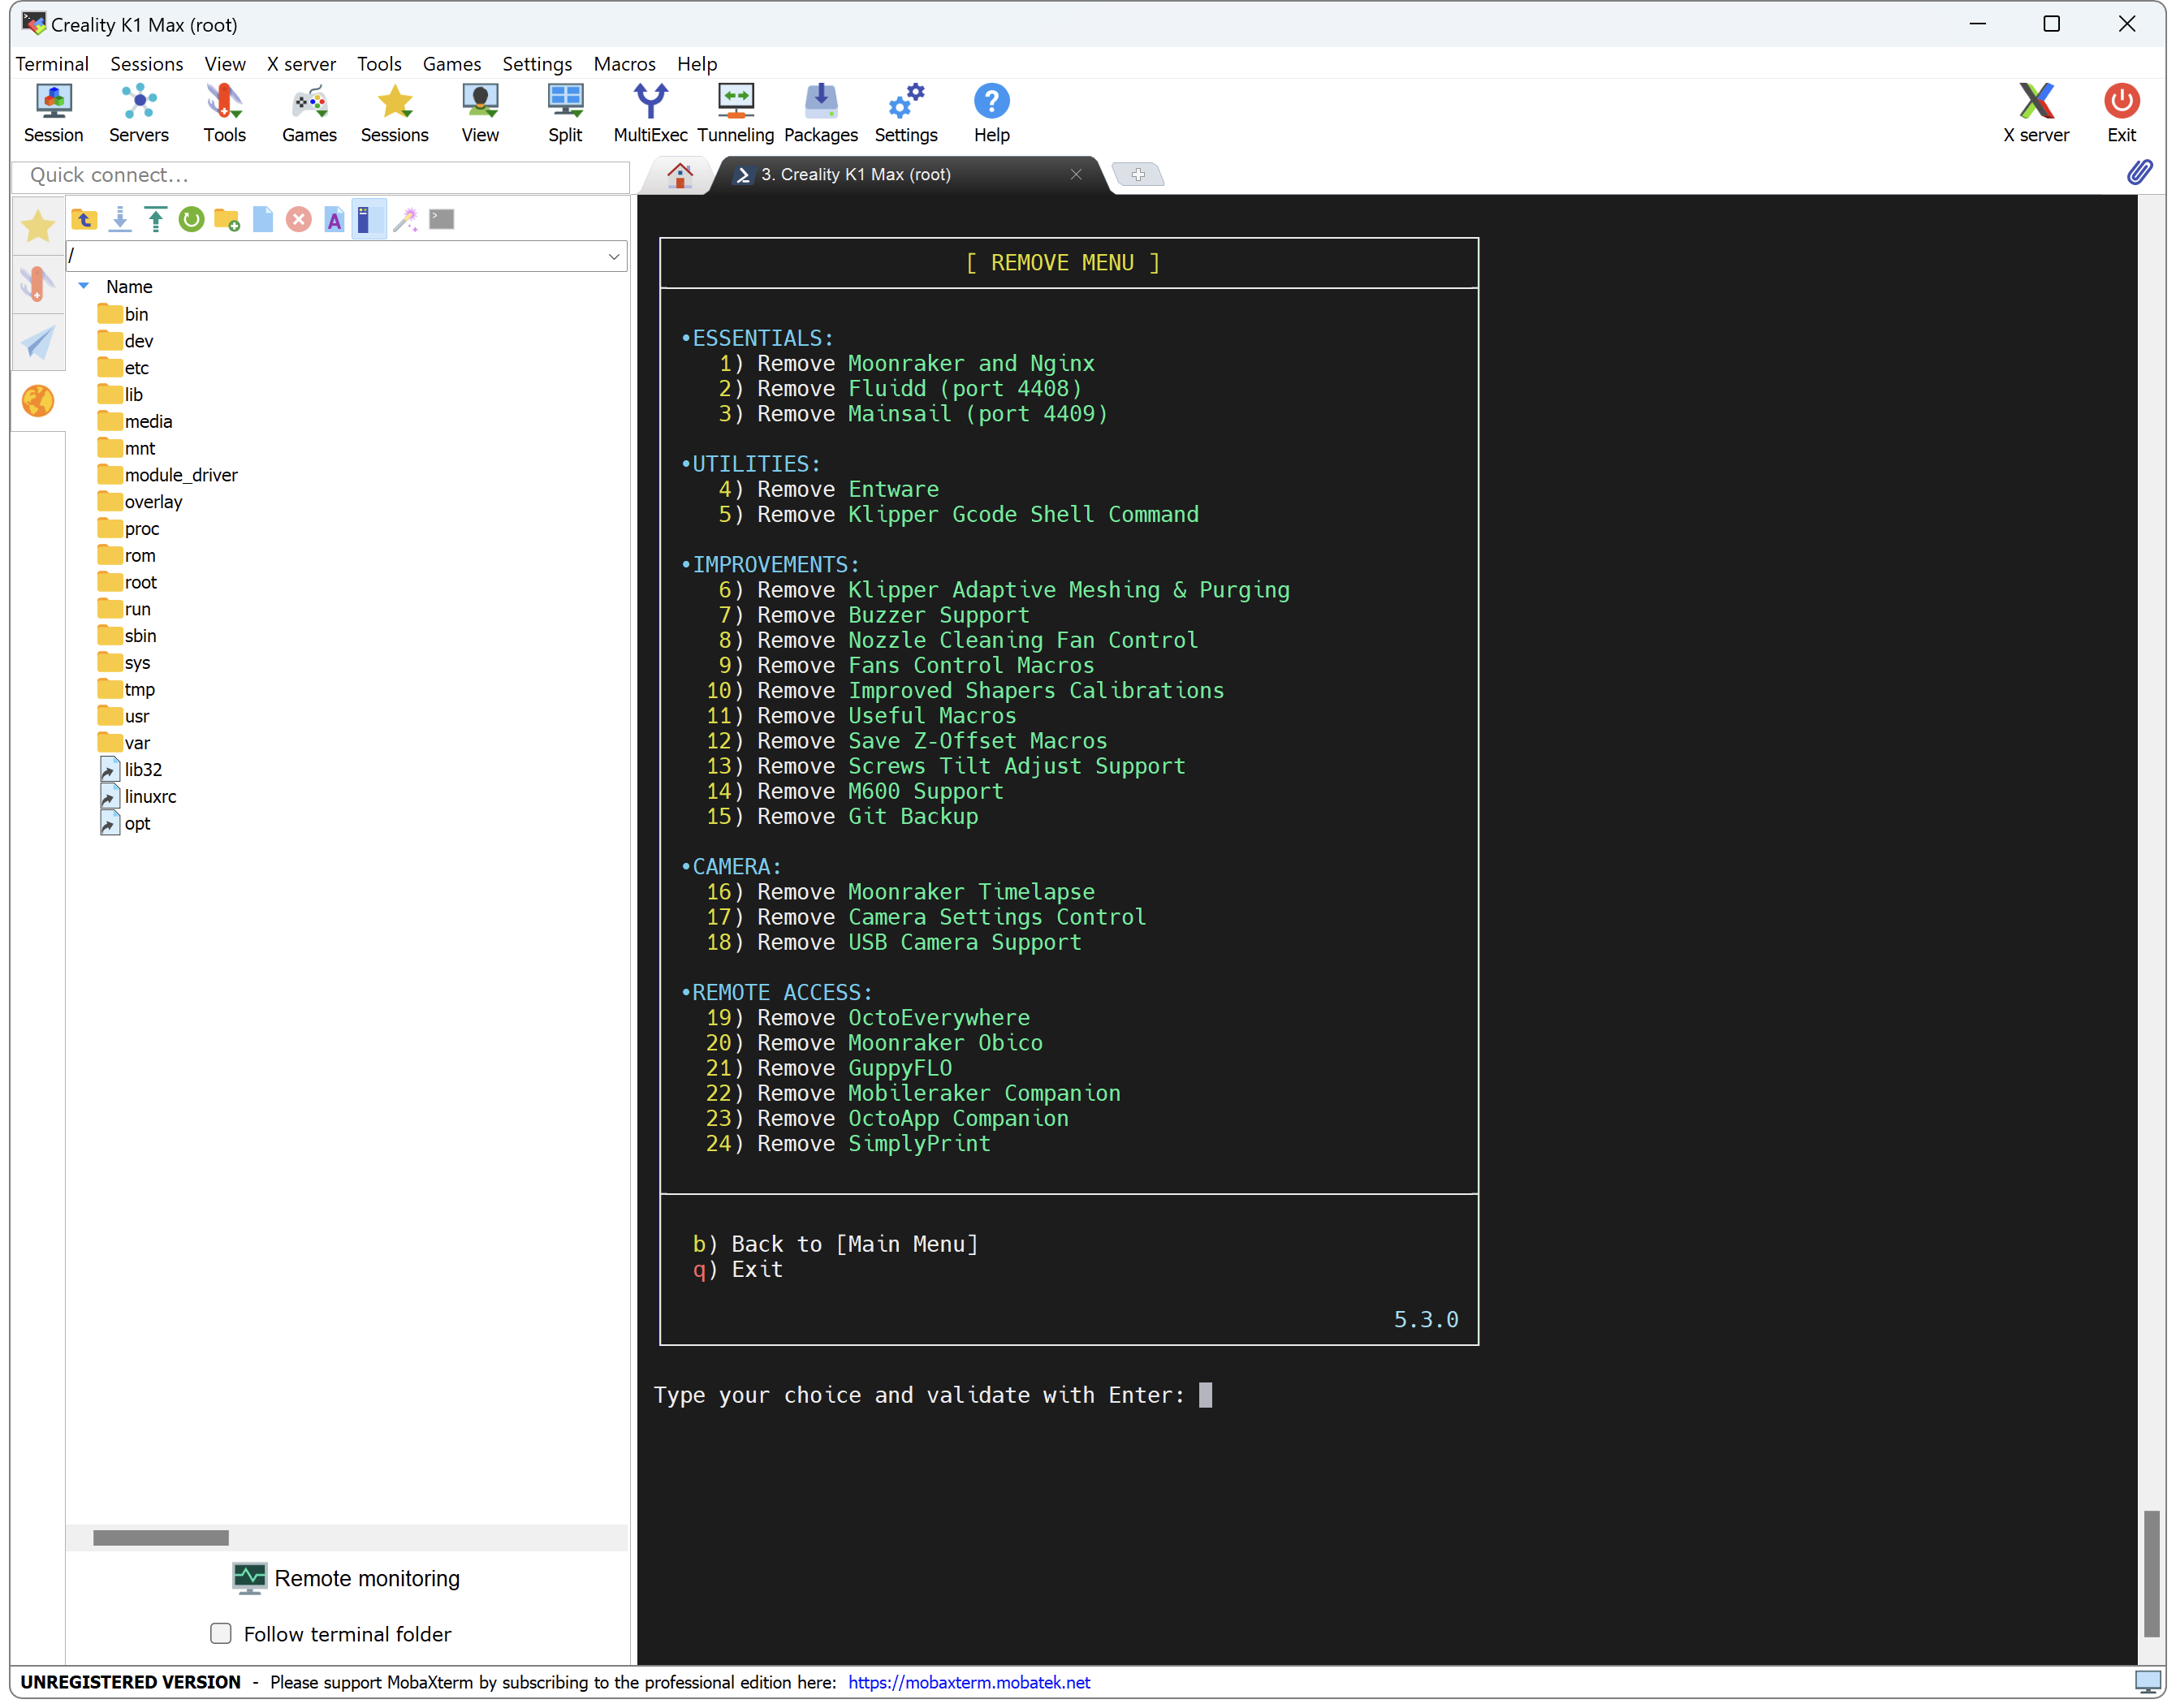 Creality K1 Max (root)
Terminal Sessions View X server Tools Games Settings Macros Help
Session Servers Tools Games Sessions View Split MultiExec Tunneling Packages Settings Help X server Exit
Quick connect...
3. Creality K1 Max (root)
/
Name
bin
dev
etc
lib
media
mnt
module_driver
overlay
proc
rom
root
run
sbin
sys
tmp
usr
var
lib32
linuxrc
opt
Remote monitoring
Follow terminal folder
[ REMOVE MENU ]
•ESSENTIALS:
1) Remove Moonraker and Nginx
2) Remove Fluidd (port 4408)
3) Remove Mainsail (port 4409)
•UTILITIES:
4) Remove Entware
5) Remove Klipper Gcode Shell Command
•IMPROVEMENTS:
6) Remove Klipper Adaptive Meshing & Purging
7) Remove Buzzer Support
8) Remove Nozzle Cleaning Fan Control
9) Remove Fans Control Macros
10) Remove Improved Shapers Calibrations
11) Remove Useful Macros
12) Remove Save Z-Offset Macros
13) Remove Screws Tilt Adjust Support
14) Remove M600 Support
15) Remove Git Backup
•CAMERA:
16) Remove Moonraker Timelapse
17) Remove Camera Settings Control
18) Remove USB Camera Support
•REMOTE ACCESS:
19) Remove OctoEverywhere
20) Remove Moonraker Obico
21) Remove GuppyFLO
22) Remove Mobileraker Companion
23) Remove OctoApp Companion
24) Remove SimplyPrint
b) Back to [Main Menu]
q) Exit
5.3.0
Type your choice and validate with Enter:
UNREGISTERED VERSION - Please support MobaXterm by subscribing to the professional edition here: https://mobaxterm.mobatek.net